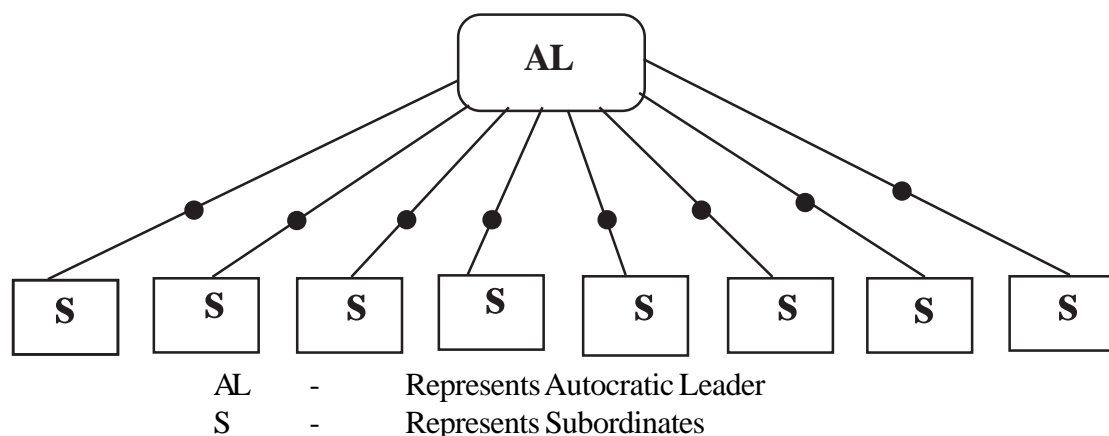 AL
S S S S S S S S
AL - Represents Autocratic Leader
S - Represents Subordinates